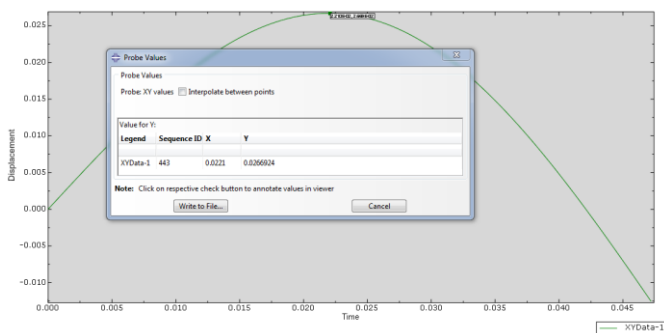 0.025
0.020
0.015
0.010
0.005
0.000
−0.005
−0.010
Displacement
Probe Values
Probe Values
Probe: XY values Interpolate between points
Value for Y:
Legend Sequence ID X Y
XYData-1 443 0.0221 0.0266924
Note: Click on respective check button to annotate values in viewer
Write to File... Cancel
0.000 0.005 0.010 0.015 0.020 0.025 0.030 0.035 0.040 0.045
Time
XYData-1